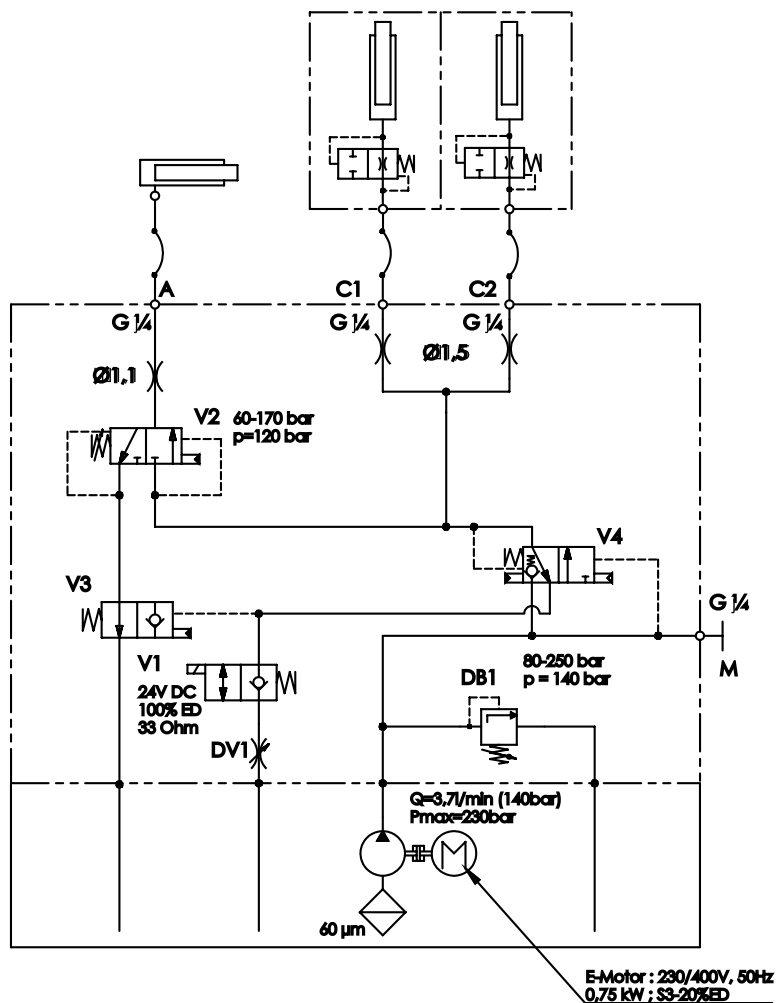 A
C1
C2
G ¼
G ¼
G ¼
Ø1,1
Ø1,5
V2
60-170 bar
p=120 bar
V4
V3
G ¼
M
V1
24V DC
100% ED
33 Ohm
80-250 bar
p = 140 bar
DB1
DV1
Q=3,7l/min (140bar)
Pmax=230bar
M
60 µm
E-Motor : 230/400V, 50Hz
0,75 kW ; S3-20%ED